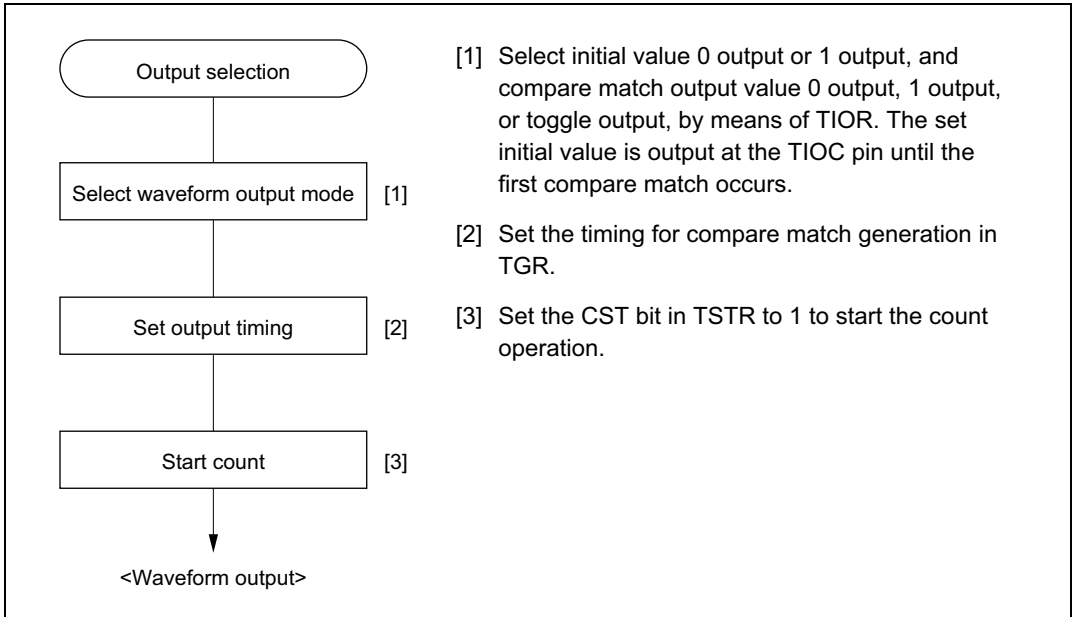 Output selection
Select waveform output mode
[1]
Set output timing
[2]
Start count
[3]
<Waveform output>
[1] Select initial value 0 output or 1 output, and
compare match output value 0 output, 1 output,
or toggle output, by means of TIOR. The set
initial value is output at the TIOC pin until the
first compare match occurs.
[2] Set the timing for compare match generation in
TGR.
[3] Set the CST bit in TSTR to 1 to start the count
operation.